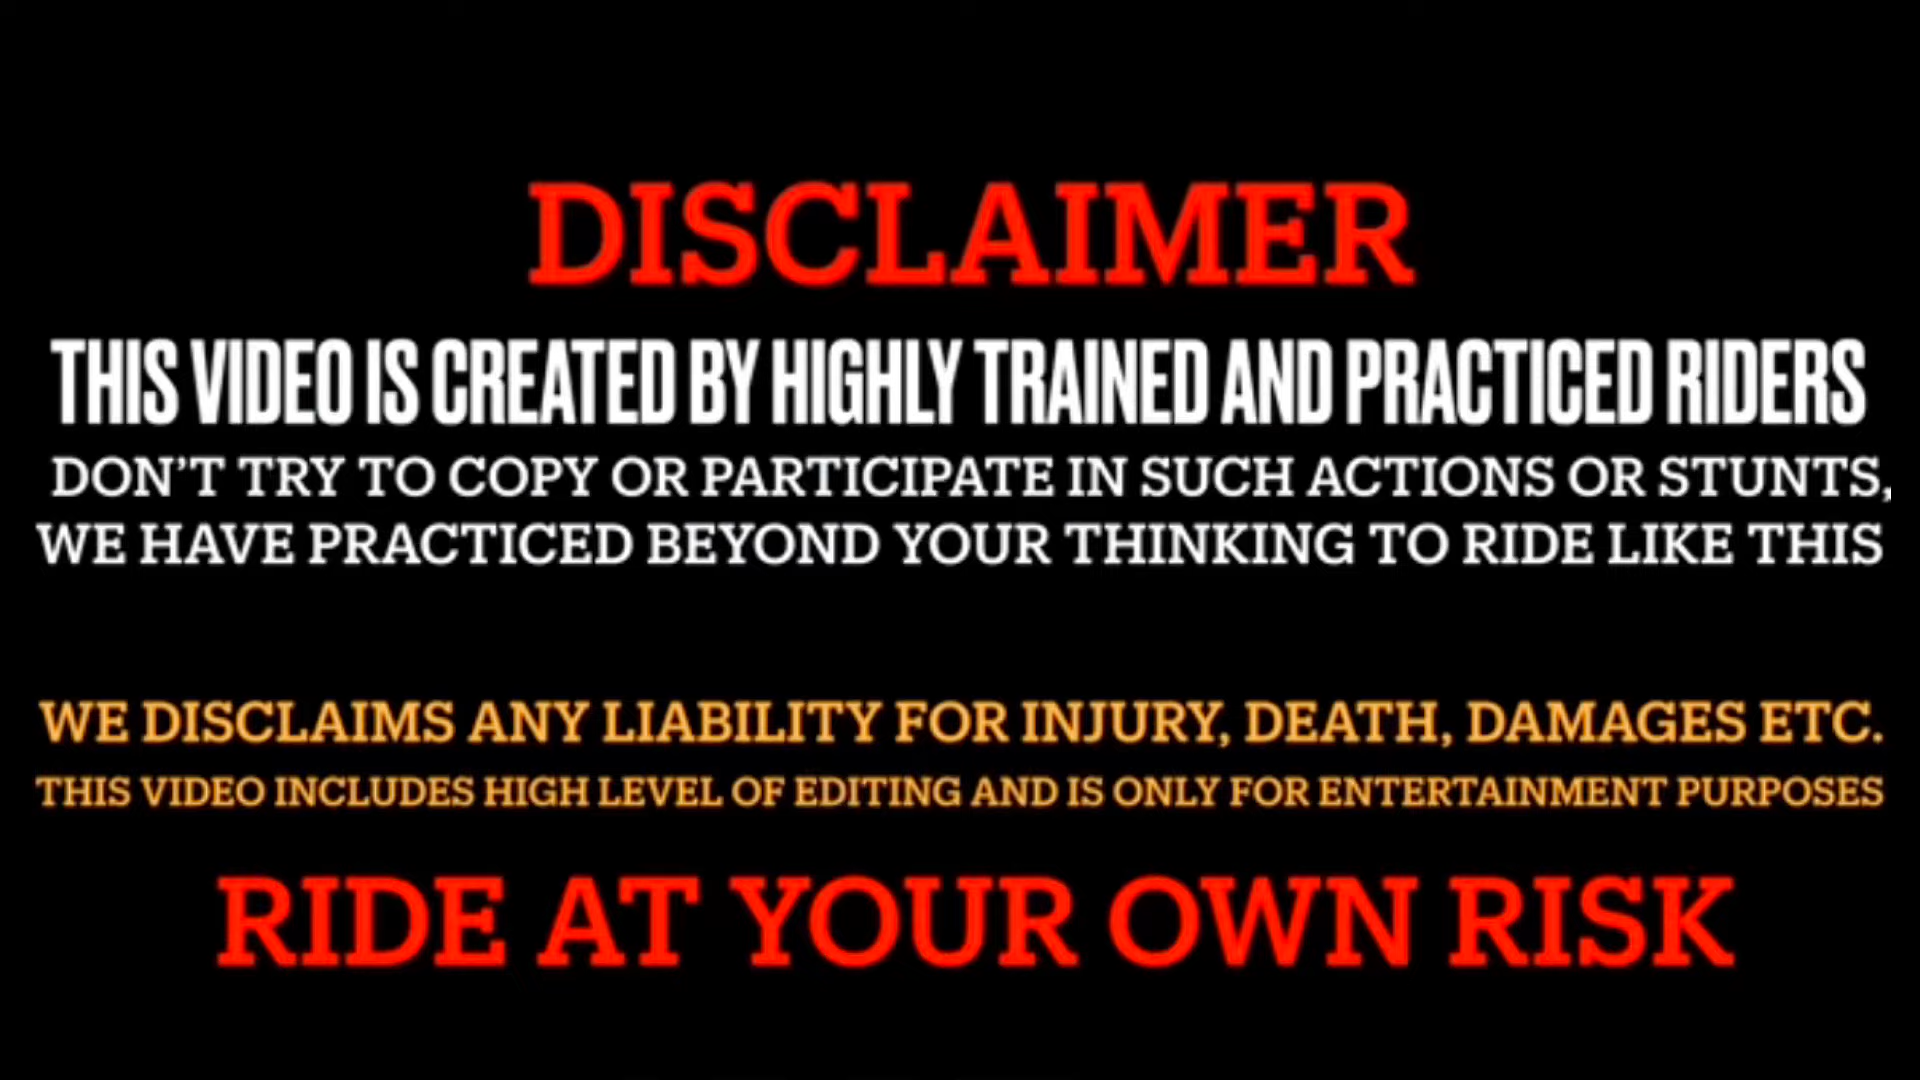 DISCLAIMER
THIS VIDEO IS CREATED BY HIGHLY TRAINED AND PRACTICED RIDERS
DON'T TRY TO COPY OR PARTICIPATE IN SUCH ACTIONS OR STUNTS,
WE HAVE PRACTICED BEYOND YOUR THINKING TO RIDE LIKE THIS
WE DISCLAIMS ANY LIABILITY FOR INJURY, DEATH, DAMAGES ETC.
THIS VIDEO INCLUDES HIGH LEVEL OF EDITING AND IS ONLY FOR ENTERTAINMENT PURPOSES
RIDE AT YOUR OWN RISK